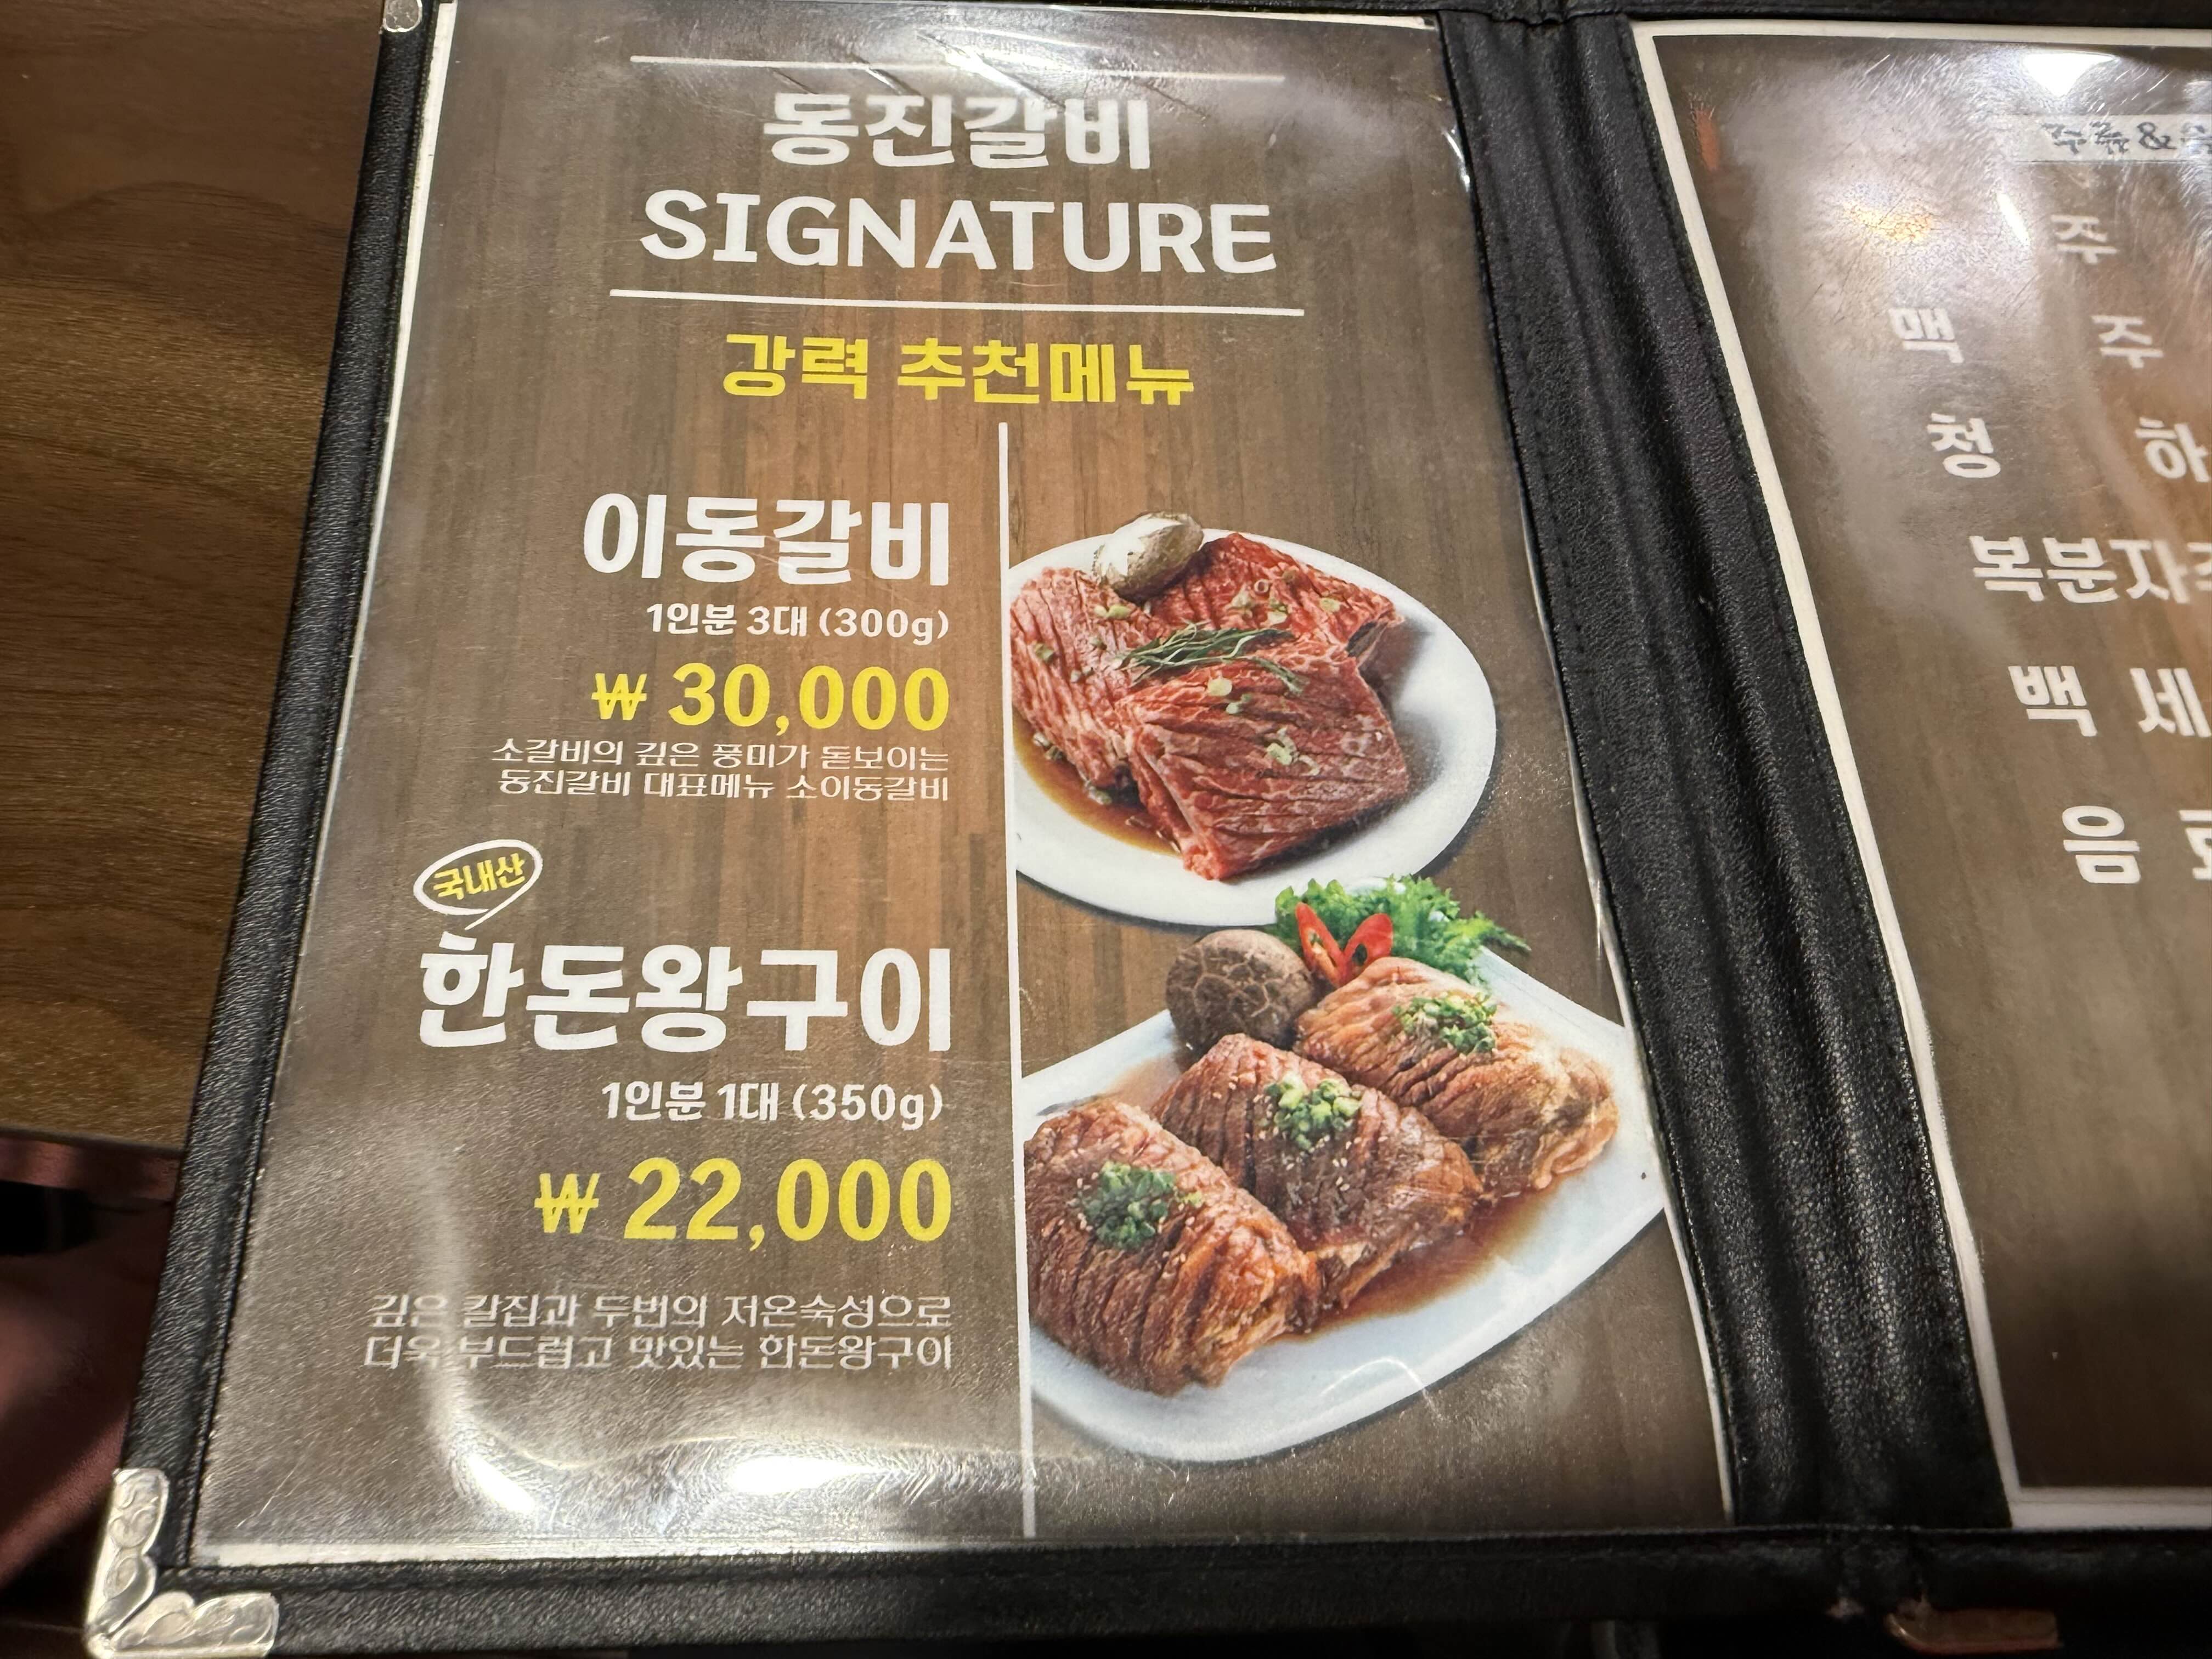 동진갈비
SIGNATURE
강력 추천메뉴
이동갈비
1인분 3대 (300g)
₩ 30,000
소갈비의 깊은 풍미가 돋보이는
동진갈비 대표메뉴 소이동갈비
국내산
한돈왕구이
1인분 1대 (350g)
₩ 22,000
깊은 칼집과 두번의 저온숙성으로
더욱 부드럽고 맛있는 한돈왕구이
주류 &
주
맥 주
청 하
복분자
백 세
음